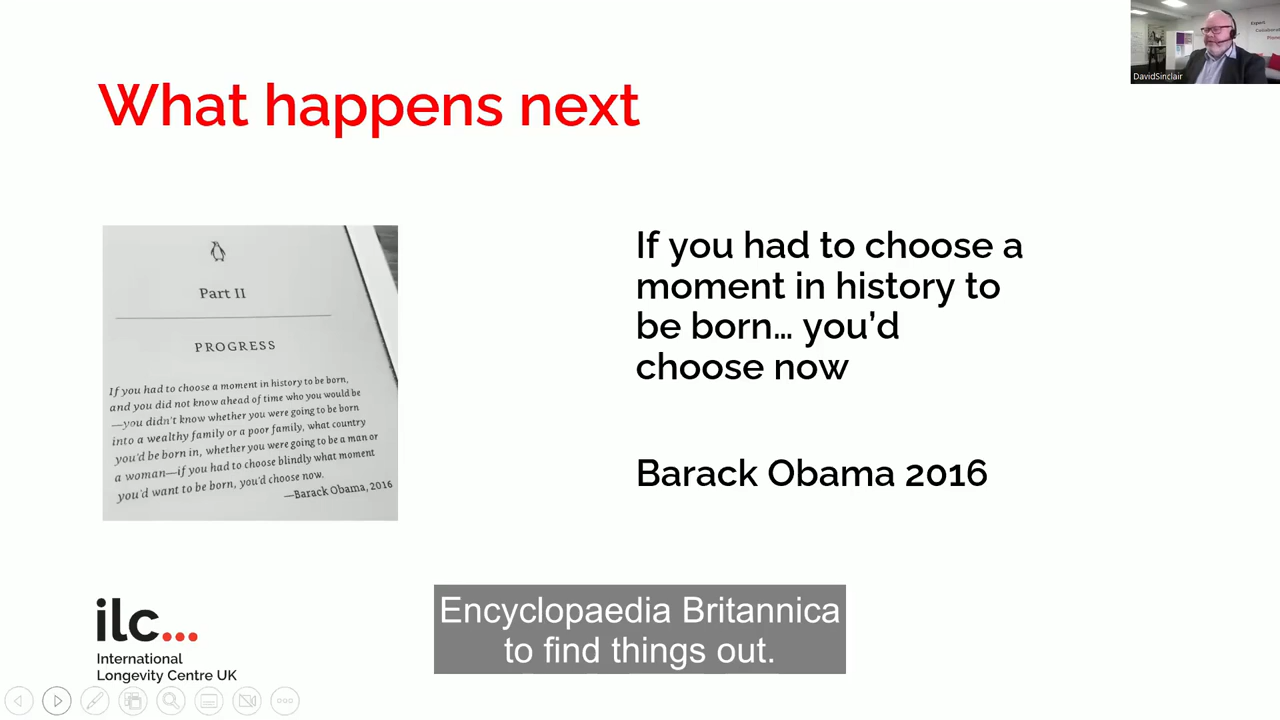 What happens next
Part II
PROGRESS
If you had to choose a moment in history to be born,
and you did not know ahead of time who you would be
—you didn't know whether you were going to be born
into a wealthy family or a poor family, what country
you'd be born in, whether you were going to be a man or
a woman—if you had to choose blindly what moment
you'd want to be born, you'd choose now.
—Barack Obama, 2016
If you had to choose a
moment in history to
be born… you’d
choose now
Barack Obama 2016
ilc...
International
Longevity Centre UK
Encyclopaedia Britannica
to find things out.
DavidSinclair
Expert